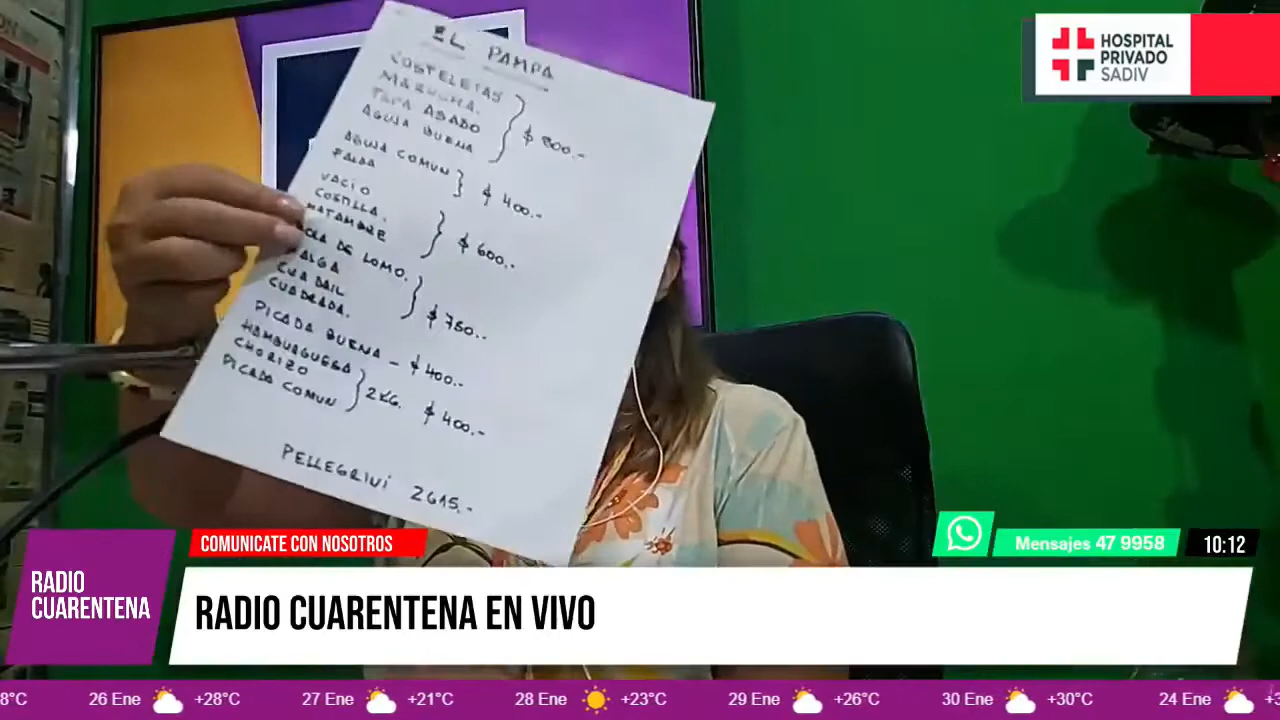 EL PAMPA
COSTELETAS
MARUCHA.
TAPA ASADO
AGUJA BUENA
$ 800.-
AGUJA COMUN
FALDA
$ 400.-
VACIO
COSTILLA.
MATAMBRE
$ 600.-
BOLA DE LOMO.
NALGA
CUADRIL
CUADRADA.
$ 750.-
PICADA BUENA - $ 400.-
HAMBURGUESA
CHORIZO
PICADA COMUN
2KG. $ 400.-
PELLEGRINI 2615.-
HOSPITAL
PRIVADO
SADIV
COMUNICATE CON NOSOTROS
Mensajes 47 9958
10:12
RADIO
CUARENTENA
RADIO CUARENTENA EN VIVO
8°C 26 Ene +28°C 27 Ene +21°C 28 Ene +23°C 29 Ene +26°C 30 Ene +30°C 24 Ene